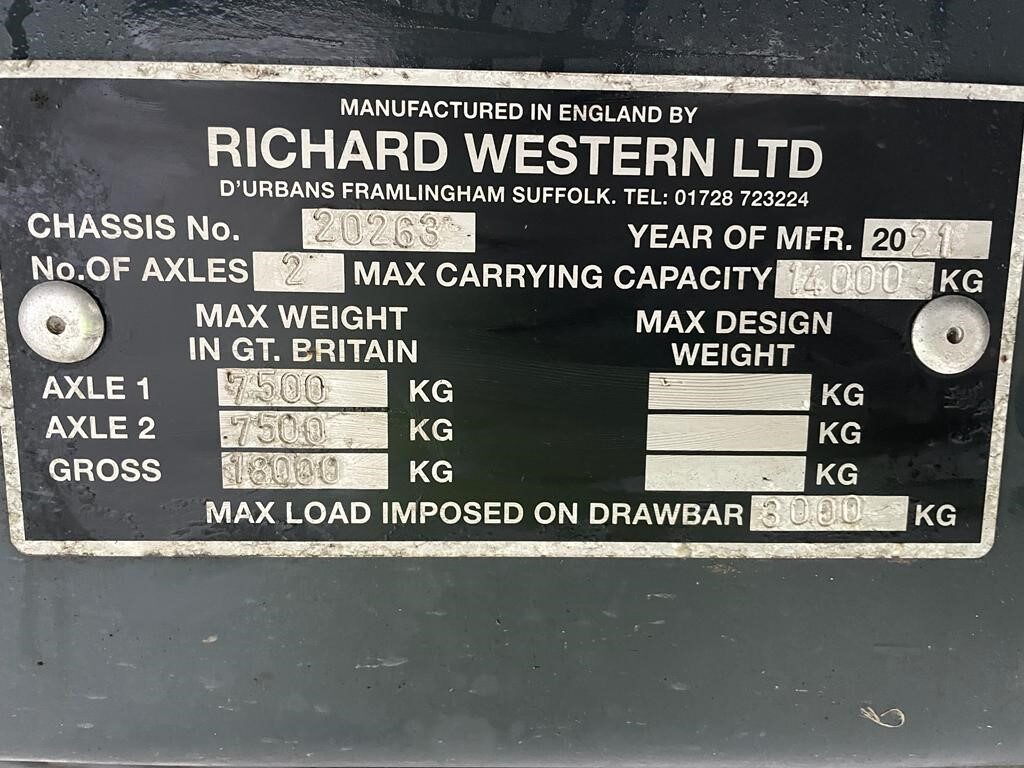 MANUFACTURED IN ENGLAND BY
RICHARD WESTERN LTD
D'URBANS FRAMLINGHAM SUFFOLK. TEL: 01728 723224
CHASSIS No. 20263 YEAR OF MFR. 2021
No.OF AXLES 2 MAX CARRYING CAPACITY 14000 KG
MAX WEIGHT MAX DESIGN
IN GT. BRITAIN WEIGHT
AXLE 1 7500 KG KG
AXLE 2 7500 KG KG
GROSS 18000 KG KG
MAX LOAD IMPOSED ON DRAWBAR 3000 KG